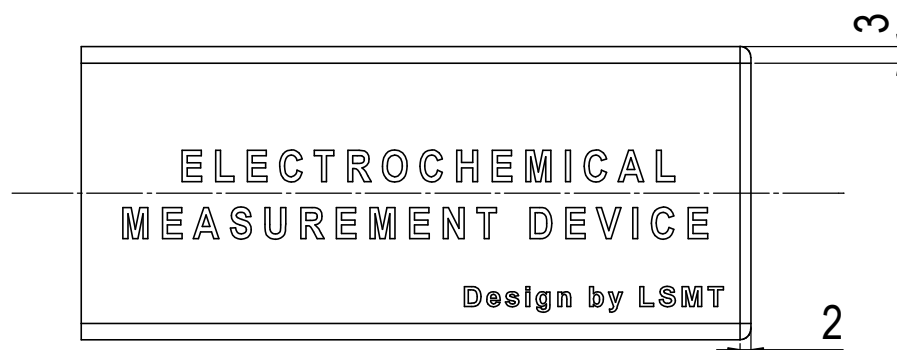 3
ELECTROCHEMICAL
MEASUREMENT DEVICE
Design by LSMT
2